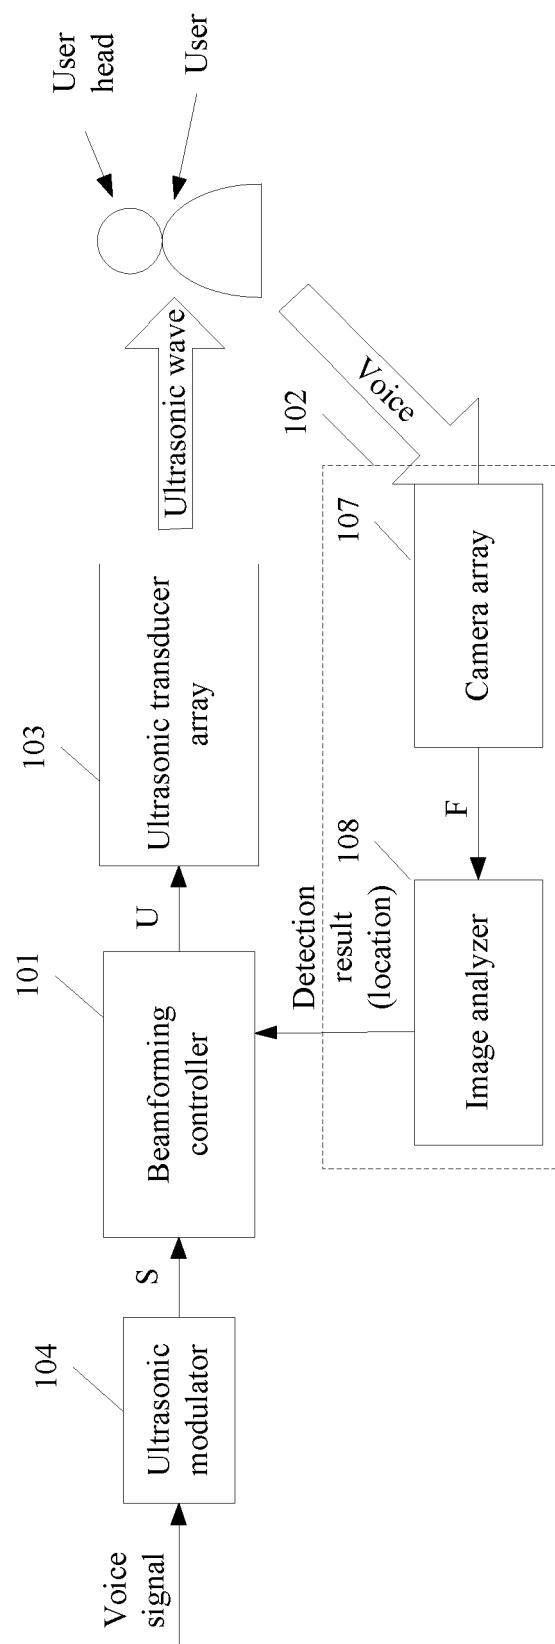 Voice
signal
104
Ultrasonic
modulator
S
101
Beamforming
controller
U
103
Ultrasonic transducer
array
Ultrasonic wave
User
head
User
Voice
102
107
Camera array
F
108
Image analyzer
Detection
result
(location)